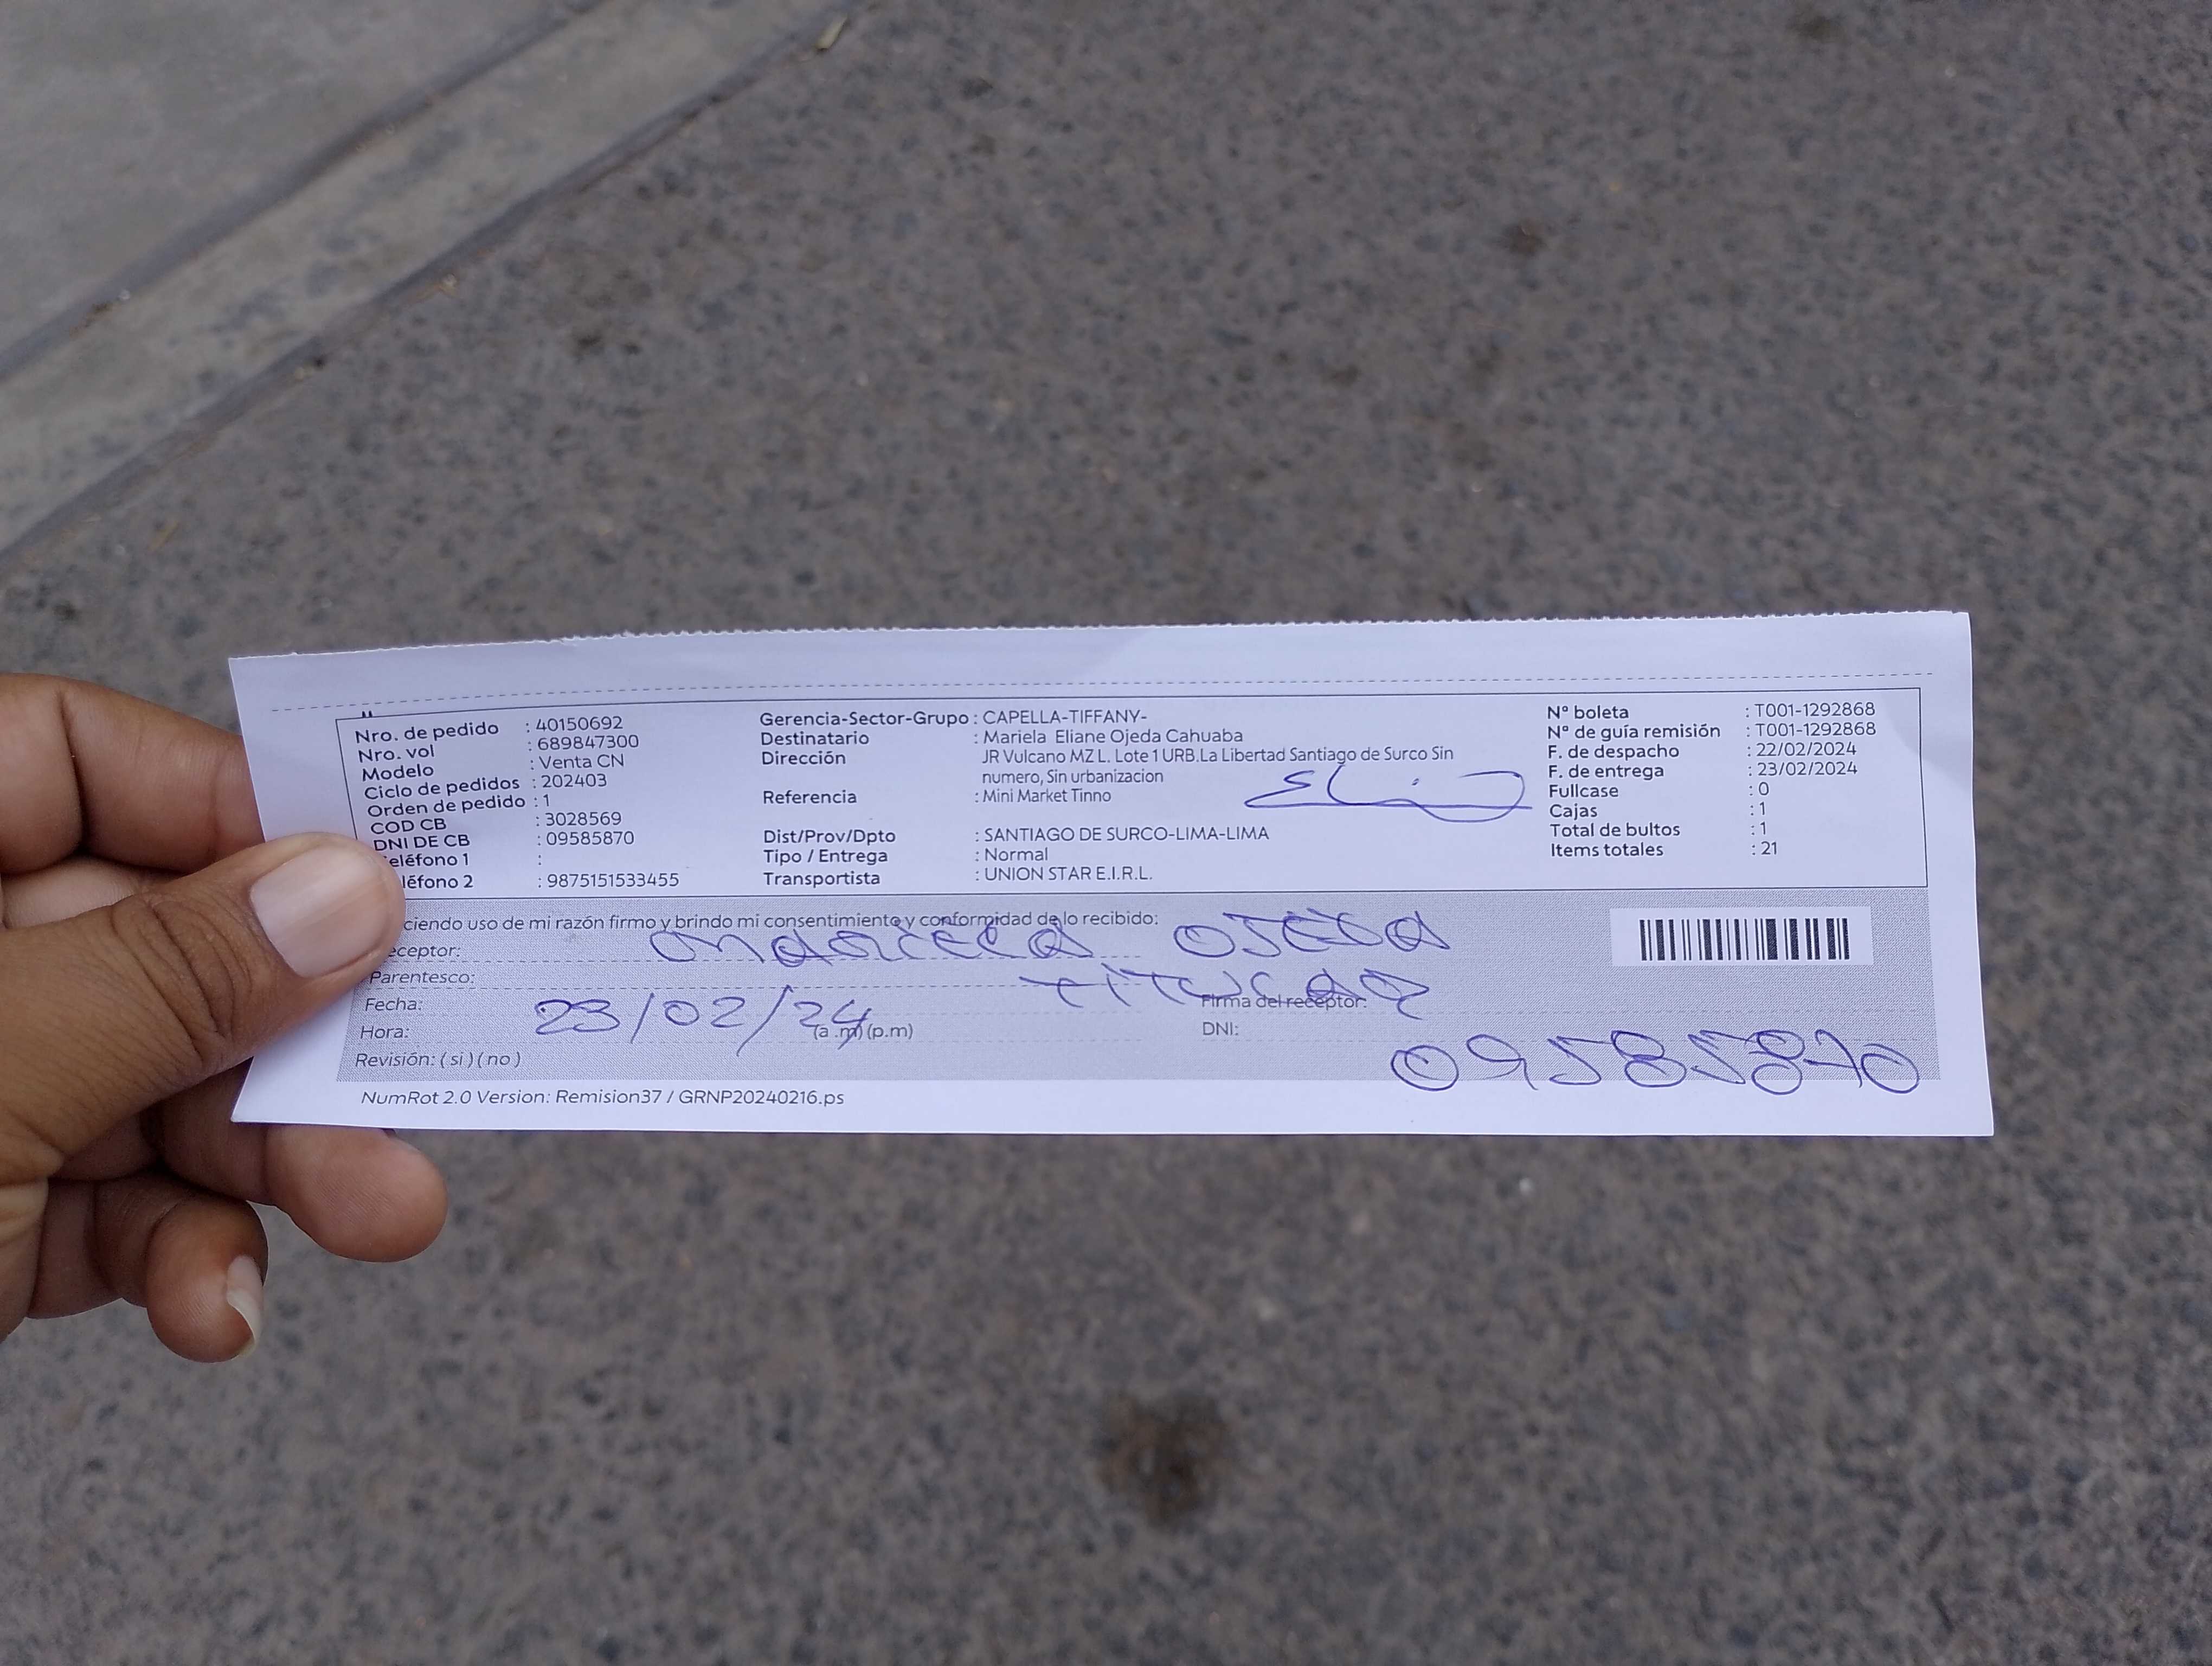 Nro. de pedido : 40150692
Nro. vol : 689847300
Modelo : Venta CN
Ciclo de pedidos : 202403
Orden de pedido : 1
COD CB : 3028569
DNI DE CB : 09585870
eléfono 1 :
léfono 2 : 9875151533455
Gerencia-Sector-Grupo : CAPELLA-TIFFANY-
Destinatario : Mariela Eliane Ojeda Cahuaba
Dirección JR Vulcano MZ L. Lote 1 URB.La Libertad Santiago de Surco Sin
numero, Sin urbanizacion
Referencia : Mini Market Tinno
Dist/Prov/Dpto : SANTIAGO DE SURCO-LIMA-LIMA
Tipo / Entrega : Normal
Transportista : UNION STAR E.I.R.L.
N° boleta : T001-1292868
N° de guía remisión : T001-1292868
F. de despacho : 22/02/2024
F. de entrega : 23/02/2024
Fullcase : 0
Cajas : 1
Total de bultos : 1
Items totales : 21
ciendo uso de mi razón firmo y brindo mi consentimiento y conformidad de lo recibido:
eceptor: Mariela Ojeda
Parentesco: Titular
Fecha: 23/02/24
Firma del receptor:
Hora: (a .m) (p.m)
DNI: 09585870
Revisión: ( si ) ( no )
NumRot 2.0 Version: Remision37 / GRNP20240216.ps